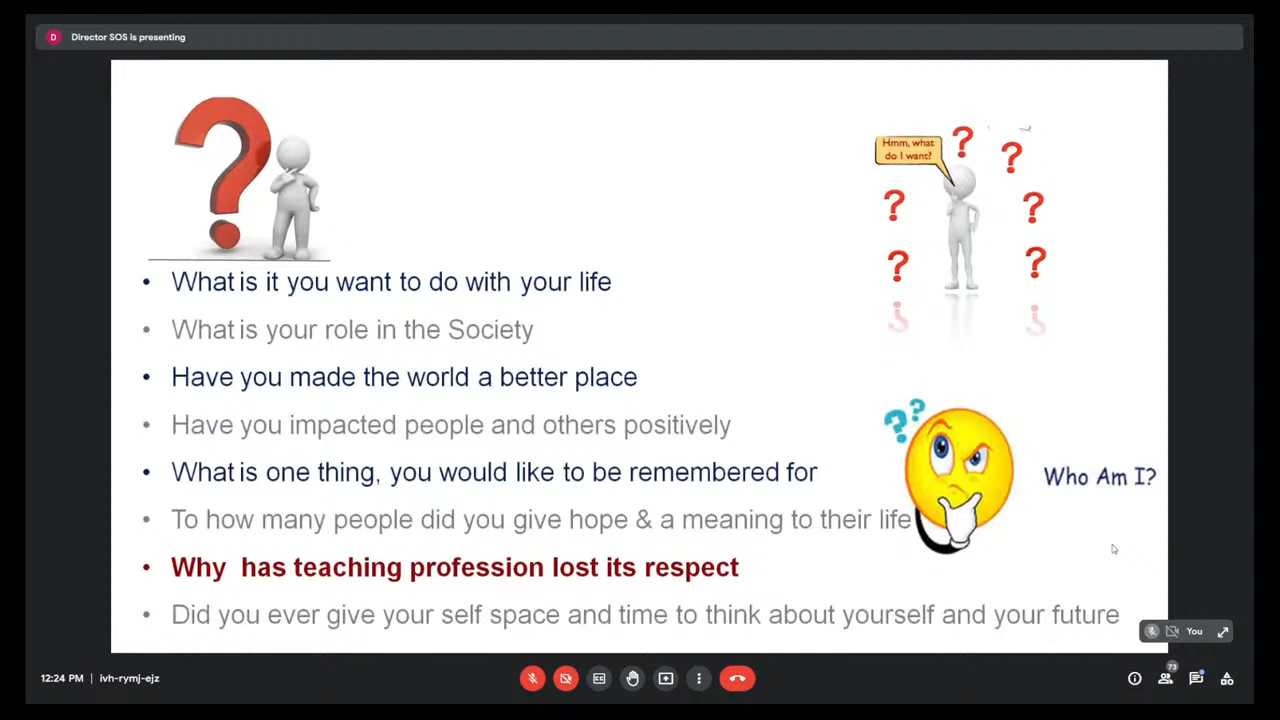 D Director SOS is presenting
Hmm, what
do I want?
• What is it you want to do with your life
• What is your role in the Society
• Have you made the world a better place
• Have you impacted people and others positively
• What is one thing, you would like to be remembered for
• To how many people did you give hope & a meaning to their life
Who Am I?
• Why has teaching profession lost its respect
• Did you ever give your self space and time to think about yourself and your future
You
12:24 PM | ivh-rymj-ejz
73